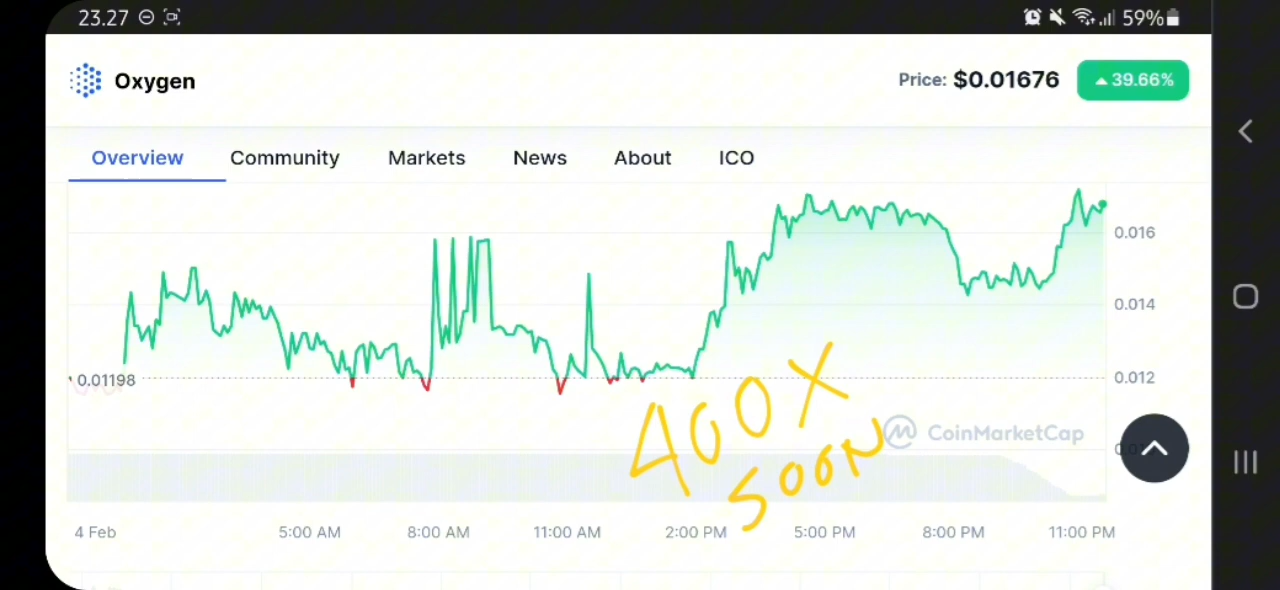 23.27
59%
Oxygen
Price: $0.01676
39.66%
Overview Community Markets News About ICO
0.016
0.014
0.01198
0.012
400X
SOON
CoinMarketCap
4 Feb 5:00 AM 8:00 AM 11:00 AM 2:00 PM 5:00 PM 8:00 PM 11:00 PM